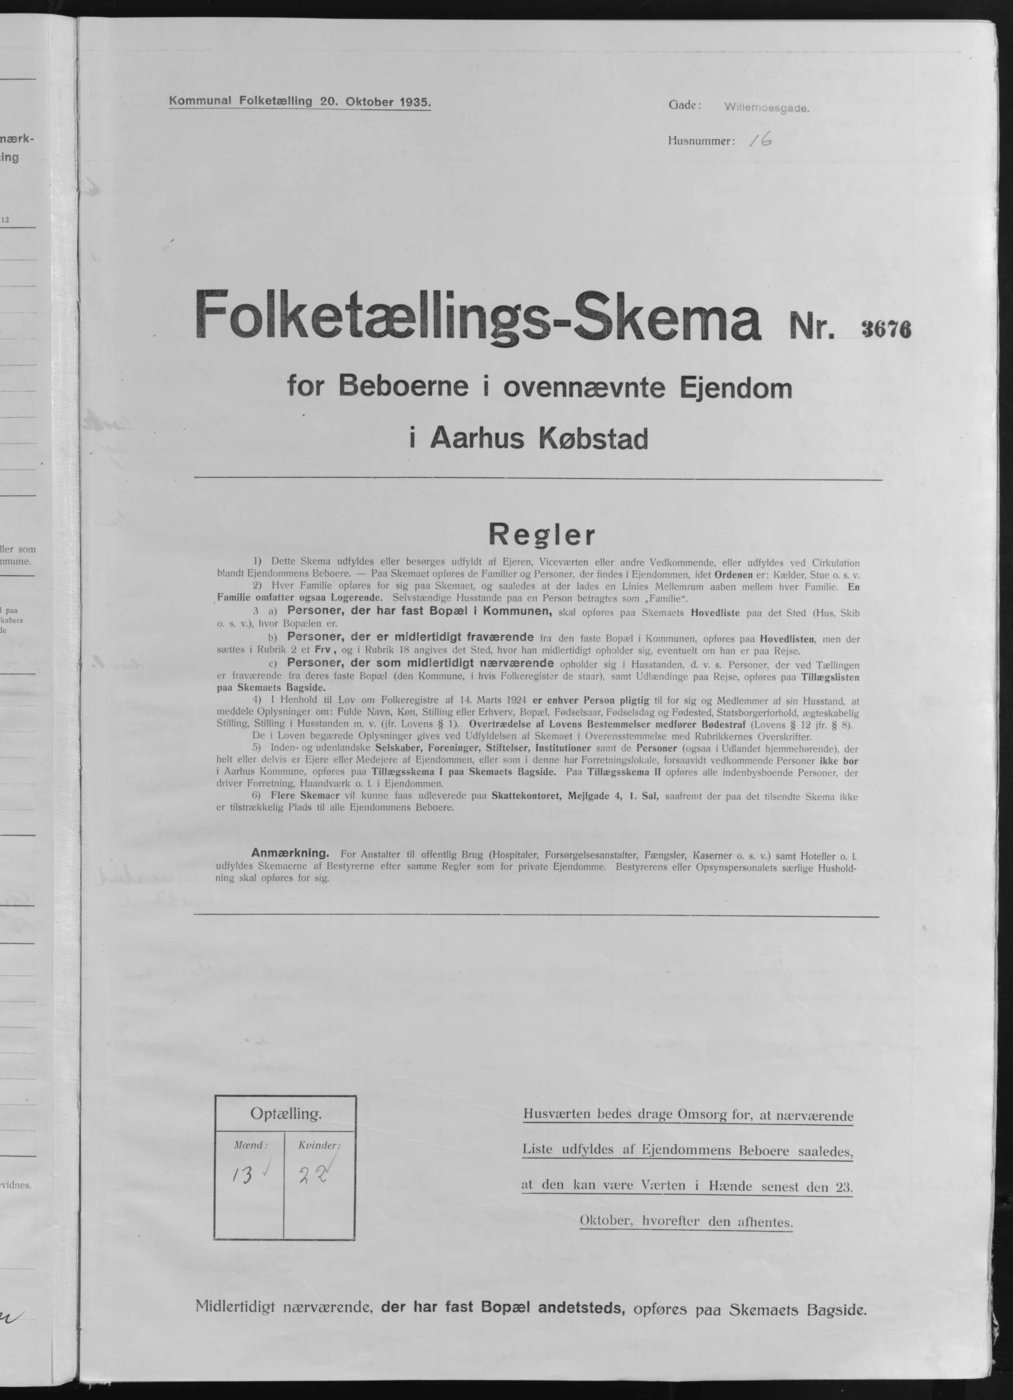 Kommunal Folketælling 20. Oktober 1935.
Gade: Willemoesgade.
Husnummer: 16
mærk-
ing
12
Folketællings-Skema Nr. 3676
for Beboerne i ovennævnte Ejendom
i Aarhus Købstad
Regler
1) Dette Skema udfyldes eller besørges udfyldt af Ejeren, Viceværten eller andre Vedkommende, eller udfyldes ved Cirkulation
blandt Ejendommens Beboere. — Paa Skemaet opføres de Familier og Personer, der findes i Ejendommen, idet Ordenen er: Kælder, Stue o. s. v.
2) Hver Familie opføres for sig paa Skemaet, og saaledes at der lades en Linies Mellemrum aaben mellem hver Familie. En
Familie omfatter ogsaa Logerende. Selvstændige Husstande paa en Person betragtes som „Familie“.
3 a) Personer, der har fast Bopæl i Kommunen, skal opføres paa Skemaets Hovedliste paa det Sted (Hus, Skib
o. s. v.), hvor Bopælen er.
b) Personer, der er midlertidigt fraværende fra den faste Bopæl i Kommunen, opføres paa Hovedlisten, men der
sættes i Rubrik 2 et Frv., og i Rubrik 18 angives det Sted, hvor han midlertidigt opholder sig, eventuelt om han er paa Rejse.
c) Personer, der som midlertidigt nærværende opholder sig i Husstanden, d. v. s. Personer, der ved Tællingen
er fraværende fra deres faste Bopæl (den Kommune, i hvis Folkeregister de staar), samt Udlændinge paa Rejse, opføres paa Tillægslisten
paa Skemaets Bagside.
4) I Henhold til Lov om Folkeregistre af 14. Marts 1924 er enhver Person pligtig til for sig og Medlemmer af sin Husstand, at
meddele Oplysninger om: Fulde Navn, Køn, Stilling eller Erhverv, Bopæl, Fødselsaar, Fødselsdag og Fødested, Statsborgerforhold, ægteskabelig
Stilling, Stilling i Husstanden m. v. (jfr. Lovens § 1). Overtrædelse af Lovens Bestemmelser medfører Bødestraf (Lovens § 12 jfr. § 8).
De i Loven begærede Oplysninger gives ved Udfyldelsen af Skemaet i Overensstemmelse med Rubrikkernes Overskrifter.
5) Inden- og udenlandske Selskaber, Foreninger, Stiftelser, Institutioner samt de Personer (ogsaa i Udlandet hjemmehørende), der
helt eller delvis er Ejere eller Medejere af Ejendommen, eller som i denne har Forretningslokale, forsaavidt vedkommende Personer ikke bor
i Aarhus Kommune, opføres paa Tillægsskema I paa Skemaets Bagside. Paa Tillægsskema II opføres alle indenbysboende Personer, der
driver Forretning, Haandværk o. l. i Ejendommen.
6) Flere Skemaer vil kunne faas udleverede paa Skattekontoret, Mejlgade 4, 1. Sal, saafremt der paa det tilsendte Skema ikke
er tilstrækkelig Plads til alle Ejendommens Beboere.
Anmærkning. For Anstalter til offentlig Brug (Hospitaler, Forsørgelsesanstalter, Fængsler, Kaserner o. s. v.) samt Hoteller o. l.
udfyldes Skemaerne af Bestyrerne efter samme Regler som for private Ejendomme. Bestyrerens eller Opsynspersonalets særlige Hushold-
ning skal opføres for sig.
Optælling.
Mænd: Kvinder:
13 22
Husværten bedes drage Omsorg for, at nærværende
Liste udfyldes af Ejendommens Beboere saaledes,
at den kan være Værten i Hænde senest den 23.
Oktober, hvorefter den afhentes.
Midlertidigt nærværende, der har fast Bopæl andetsteds, opføres paa Skemaets Bagside.